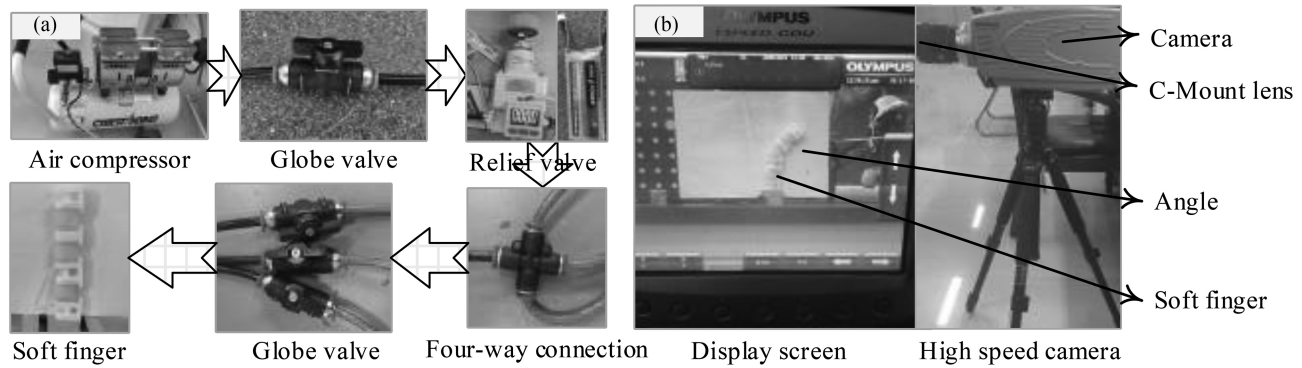 (a)
Air compressor
Globe valve
Relief valve
Soft finger
Globe valve
Four-way connection
(b)
OLYMPUS
OLYMPUS
Camera
C-Mount lens
Angle
Soft finger
Display screen
High speed camera